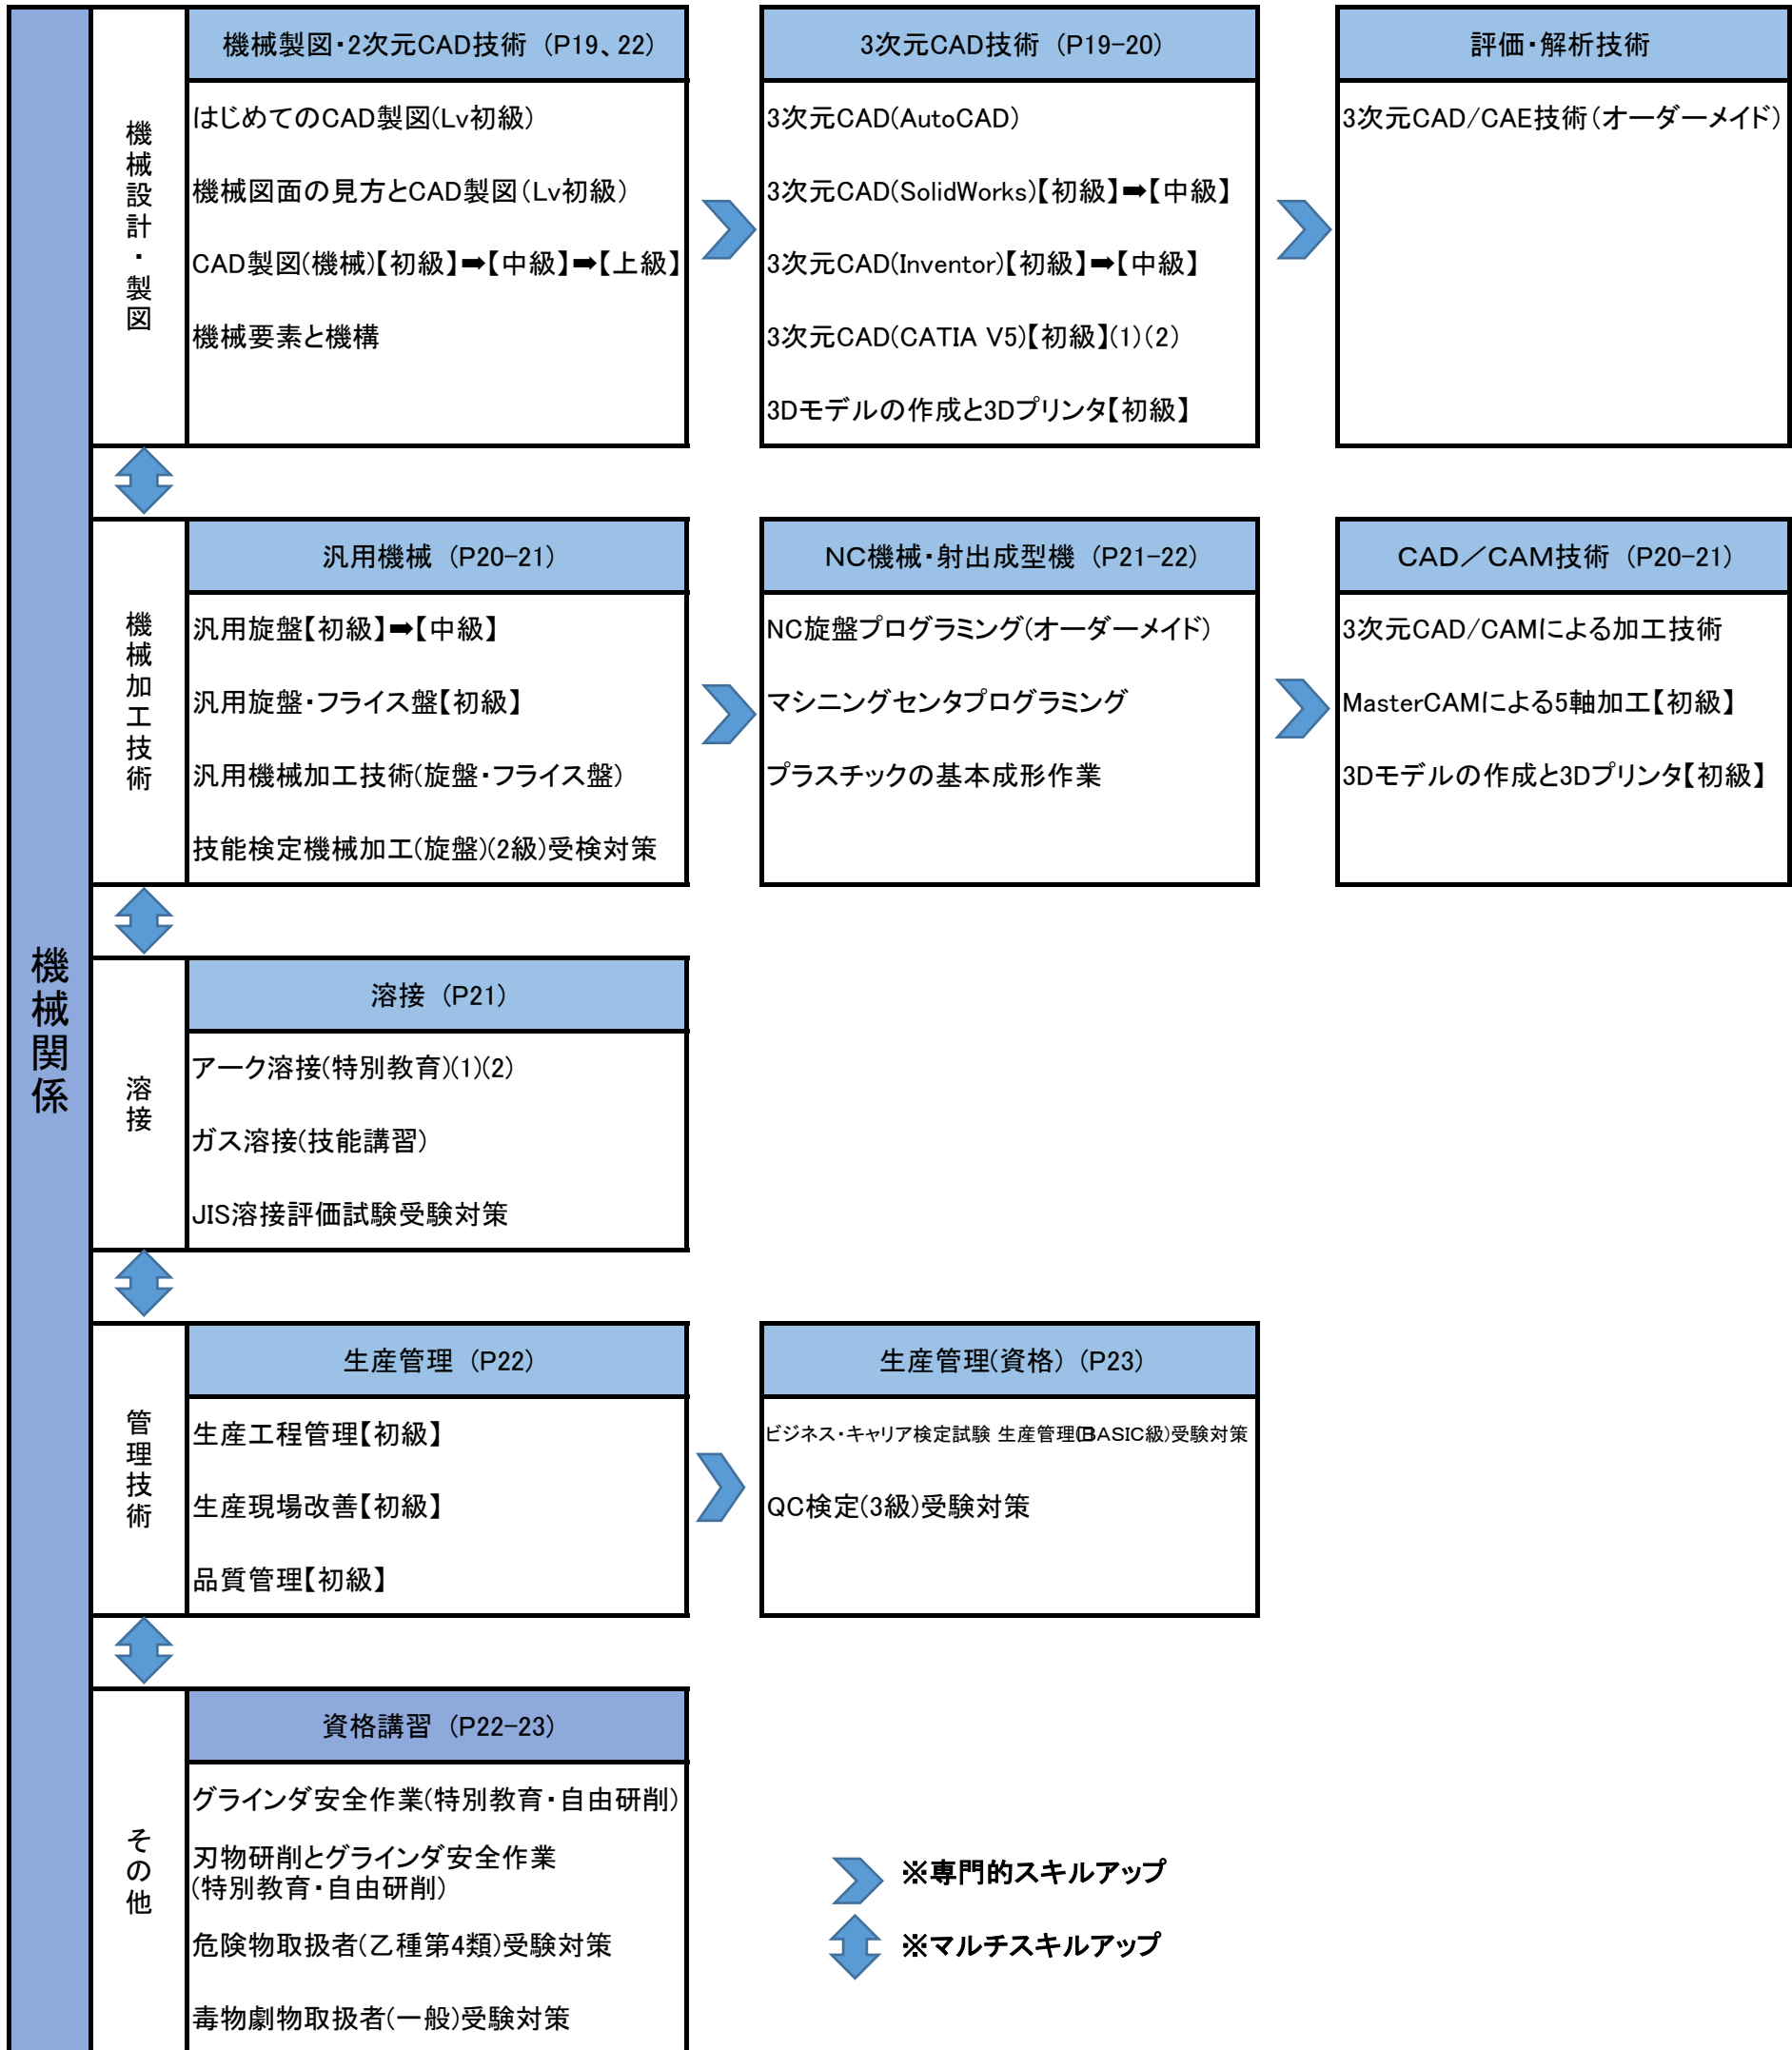 機械関係
機械設計・製図
機械製図・2次元CAD技術 (P19、22)
はじめてのCAD製図(Lv初級)
機械図面の見方とCAD製図(Lv初級)
CAD製図(機械)【初級】➡【中級】➡【上級】
機械要素と機構
3次元CAD技術 (P19-20)
3次元CAD(AutoCAD)
3次元CAD(SolidWorks)【初級】➡【中級】
3次元CAD(Inventor)【初級】➡【中級】
3次元CAD(CATIA V5)【初級】(1)(2)
3Dモデルの作成と3Dプリンタ【初級】
評価・解析技術
3次元CAD/CAE技術(オーダーメイド)
機械加工技術
汎用機械 (P20-21)
汎用旋盤【初級】➡【中級】
汎用旋盤・フライス盤【初級】
汎用機械加工技術(旋盤・フライス盤)
技能検定機械加工(旋盤)(2級)受検対策
NC機械・射出成型機 (P21-22)
NC旋盤プログラミング(オーダーメイド)
マシニングセンタプログラミング
プラスチックの基本成形作業
CAD/CAM技術 (P20-21)
3次元CAD/CAMによる加工技術
MasterCAMによる5軸加工【初級】
3Dモデルの作成と3Dプリンタ【初級】
溶接
溶接 (P21)
アーク溶接(特別教育)(1)(2)
ガス溶接(技能講習)
JIS溶接評価試験受験対策
管理技術
生産管理 (P22)
生産工程管理【初級】
生産現場改善【初級】
品質管理【初級】
生産管理(資格) (P23)
ビジネス・キャリア検定試験 生産管理(BASIC級)受験対策
QC検定(3級)受験対策
その他
資格講習 (P22-23)
グラインダ安全作業(特別教育・自由研削)
刃物研削とグラインダ安全作業
(特別教育・自由研削)
危険物取扱者(乙種第4類)受験対策
毒物劇物取扱者(一般)受験対策
※専門的スキルアップ
※マルチスキルアップ